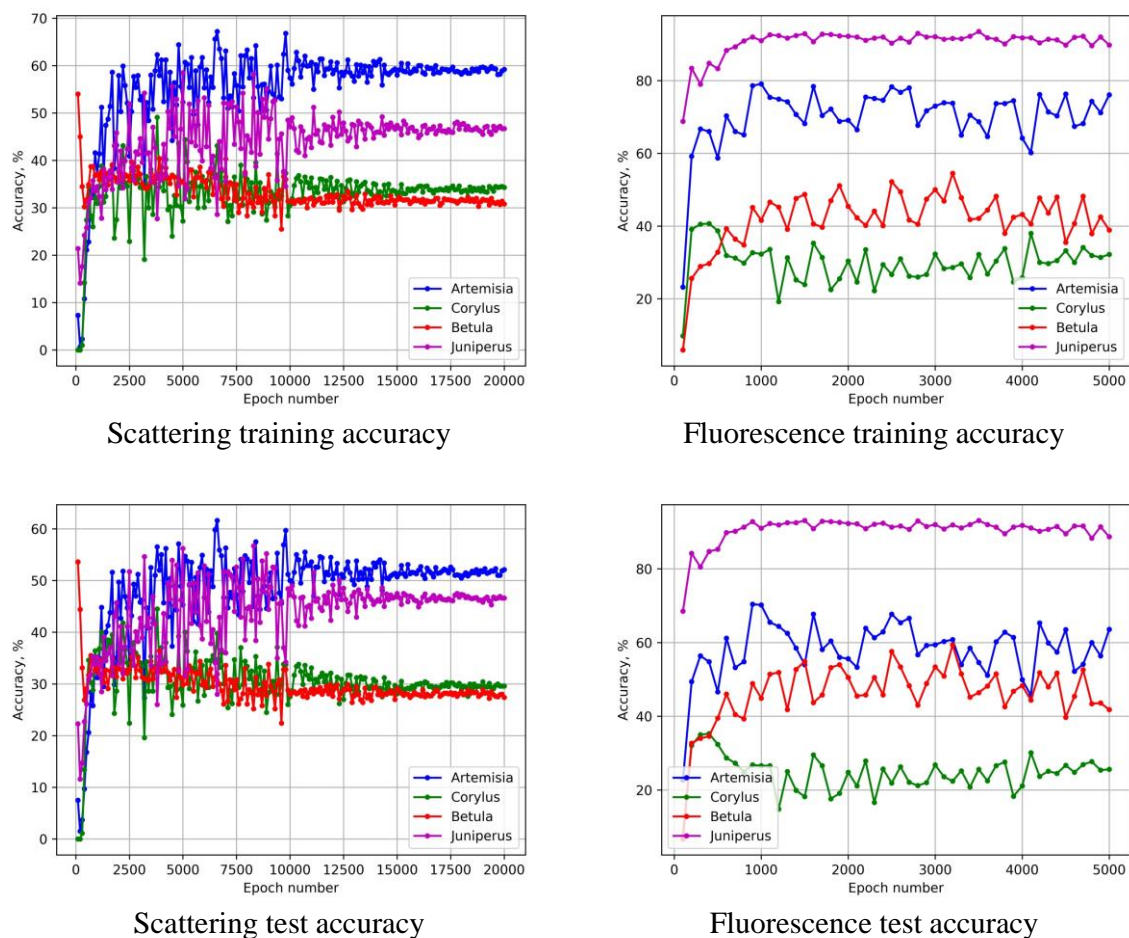 70
60
50
40
30
20
10
0
Accuracy, %
0 2500 5000 7500 10000 12500 15000 17500 20000
Epoch number
Artemisia
Corylus
Betula
Juniperus
Scattering training accuracy
80
60
40
20
Accuracy, %
0 1000 2000 3000 4000 5000
Epoch number
Artemisia
Corylus
Betula
Juniperus
Fluorescence training accuracy
60
50
40
30
20
10
0
Accuracy, %
0 2500 5000 7500 10000 12500 15000 17500 20000
Epoch number
Artemisia
Corylus
Betula
Juniperus
Scattering test accuracy
80
60
40
20
Accuracy, %
0 1000 2000 3000 4000 5000
Epoch number
Artemisia
Corylus
Betula
Juniperus
Fluorescence test accuracy